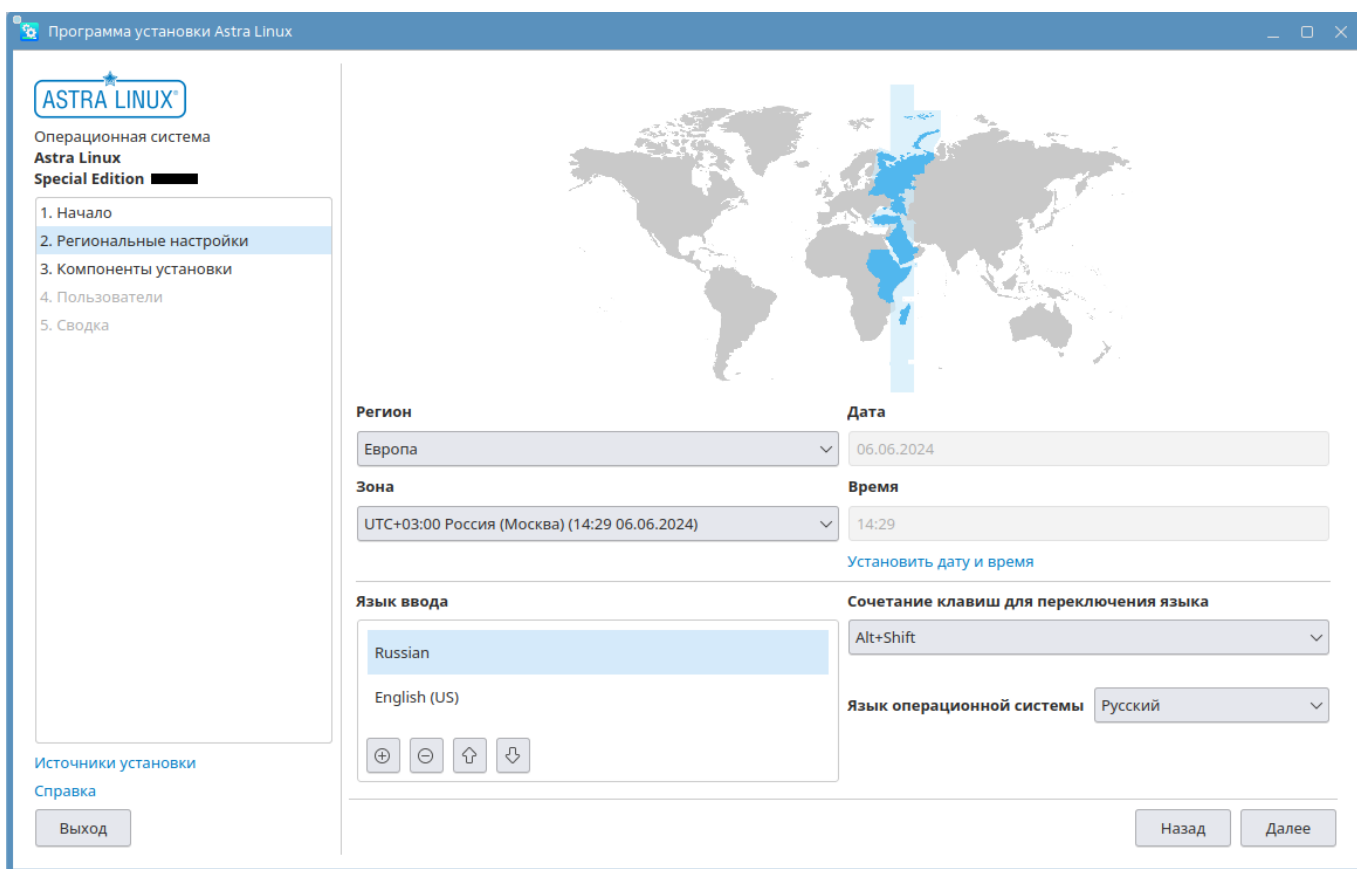 Программа установки Astra Linux
ASTRA LINUX®
Операционная система
Astra Linux
Special Edition
1. Начало
2. Региональные настройки
3. Компоненты установки
4. Пользователи
5. Сводка
Источники установки
Справка
Выход
Регион
Европа
Дата
06.06.2024
Зона
UTC+03:00 Россия (Москва) (14:29 06.06.2024)
Время
14:29
Установить дату и время
Язык ввода
Russian
English (US)
Сочетание клавиш для переключения языка
Alt+Shift
Язык операционной системы Русский
Назад Далее